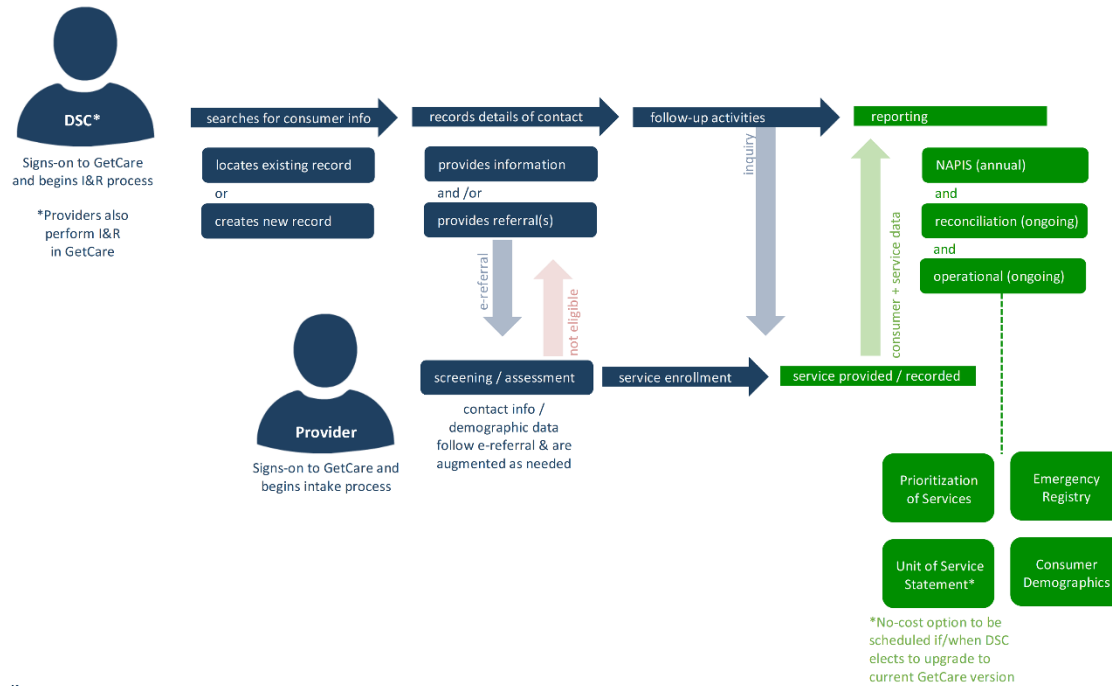 DSC*
Signs-on to GetCare
and begins I&R process
*Providers also
perform I&R
in GetCare
searches for consumer info
locates existing record
or
creates new record
records details of contact
provides information
and /or
provides referral(s)
e-referral
not eligible
follow-up activities
inquiry
reporting
NAPIS (annual)
and
reconciliation (ongoing)
and
operational (ongoing)
consumer + service data
Provider
Signs-on to GetCare and
begins intake process
screening / assessment
contact info /
demographic data
follow e-referral & are
augmented as needed
service enrollment
service provided / recorded
Prioritization
of Services
Emergency
Registry
Unit of Service
Statement*
Consumer
Demographics
*No-cost option to be
scheduled if/when DSC
elects to upgrade to
current GetCare version